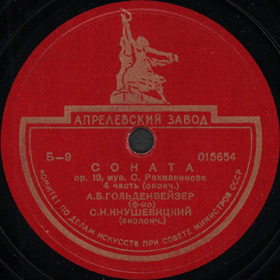 АПРЕЛЕВСКИЙ ЗАВОД
Б-9 015654
СОНАТА
ор. 19, муз. С. Рахманинова
4 часть (оконч.)
А.Б.ГОЛЬДЕНВЕЙЗЕР
(ф-но)
С.Н.КНУШЕВИЦКИЙ
(виолонч.)
КОМИТЕТ ПО ДЕЛАМ ИСКУССТВ ПРИ СОВЕТЕ МИНИСТРОВ СССР